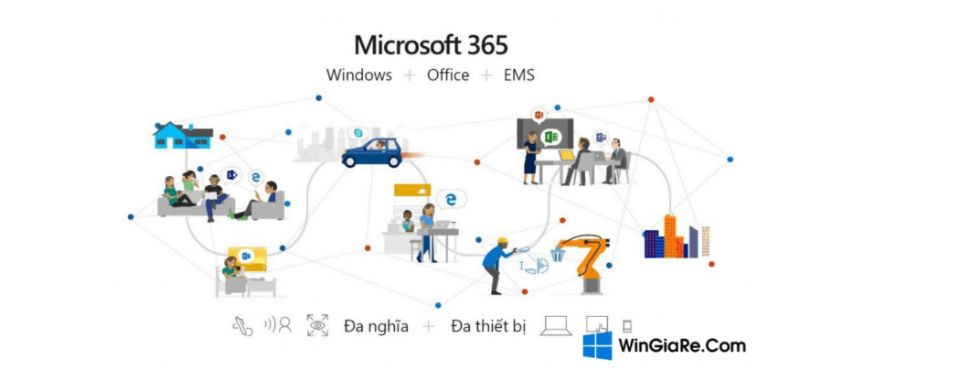 Microsoft 365
Windows + Office + EMS
Đa nghĩa + Đa thiết bị
WinGiaRe.Com